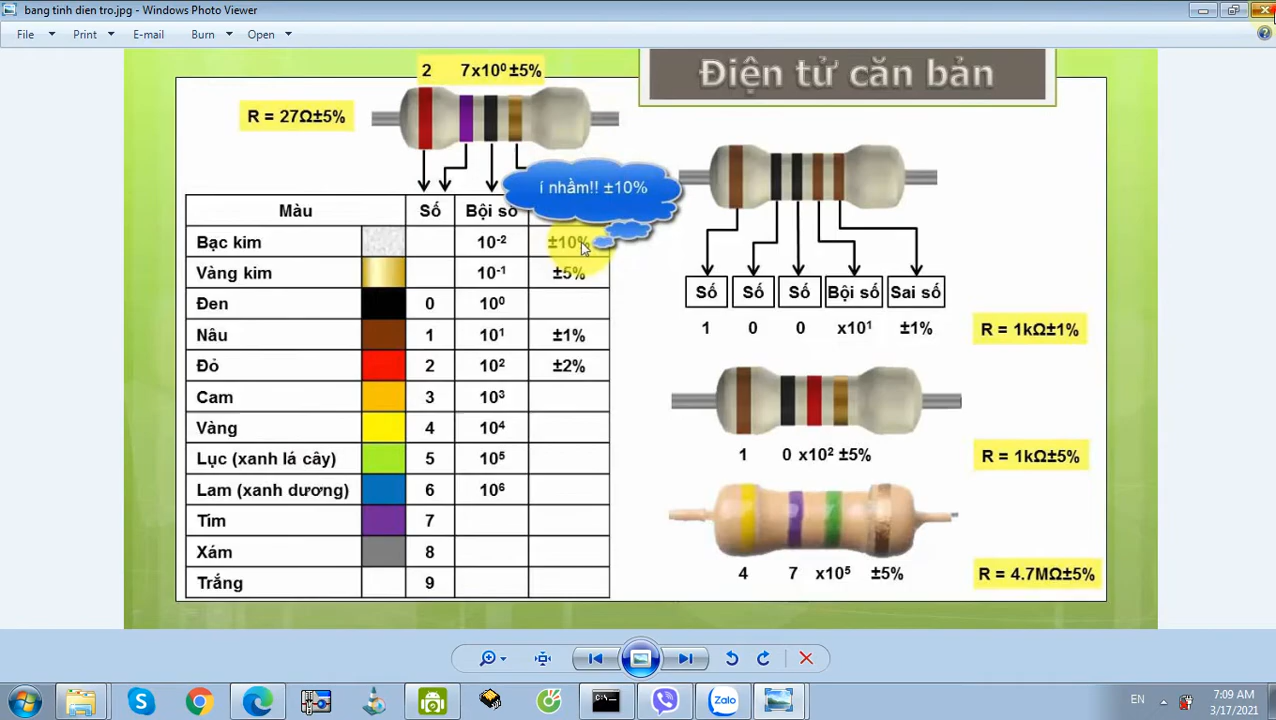 bang tinh dien tro.jpg - Windows Photo Viewer
File Print E-mail Burn Open
Điện tử căn bản
2 7x10⁰ ±5%
R = 27Ω±5%
í nhầm!! ±10%
Màu Số Bội số
Bạc kim 10⁻² ±10%
Vàng kim 10⁻¹ ±5%
Đen 0 10⁰
Nâu 1 10¹ ±1%
Đỏ 2 10² ±2%
Cam 3 10³
Vàng 4 10⁴
Lục (xanh lá cây) 5 10⁵
Lam (xanh dương) 6 10⁶
Tím 7
Xám 8
Trắng 9
Số Số Số Bội số Sai số
1 0 0 x10¹ ±1%
R = 1kΩ±1%
1 0 x10² ±5%
R = 1kΩ±5%
4 7 x10⁵ ±5%
R = 4.7MΩ±5%
Zalo
EN
7:09 AM
3/17/2021